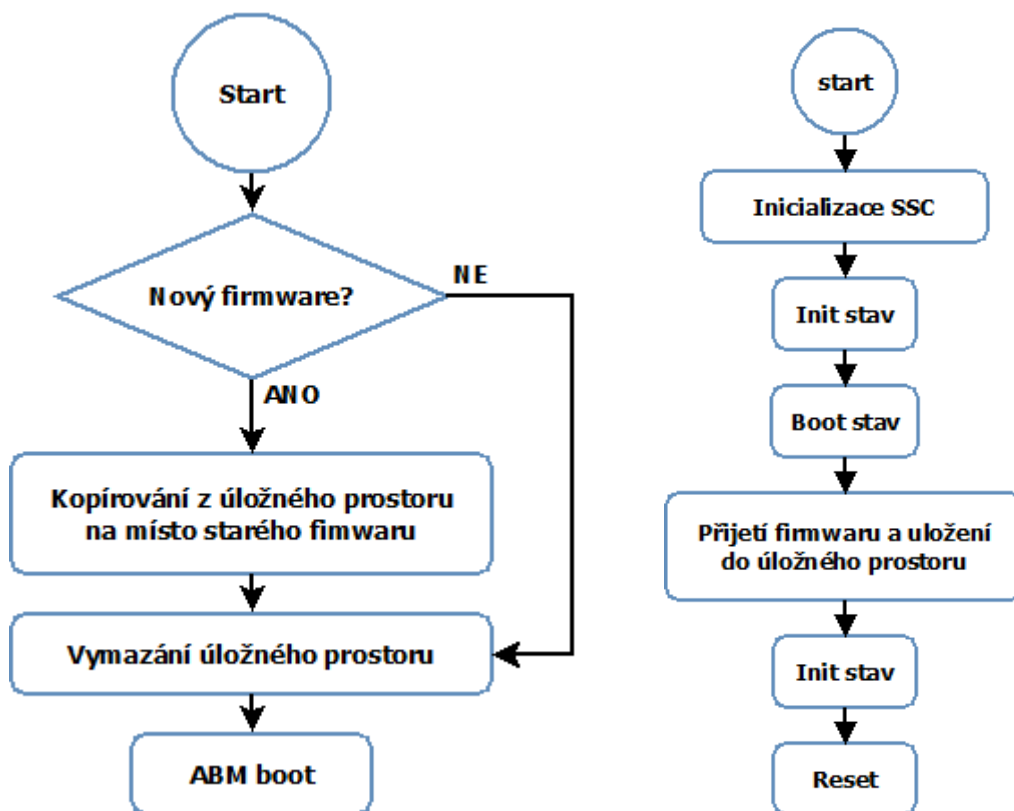 Start
Nový firmware?
NE
ANO
Kopírování z úložného prostoru
na místo starého fimwaru
Vymazání úložného prostoru
ABM boot
start
Inicializace SSC
Init stav
Boot stav
Přijetí firmwaru a uložení
do úložného prostoru
Init stav
Reset